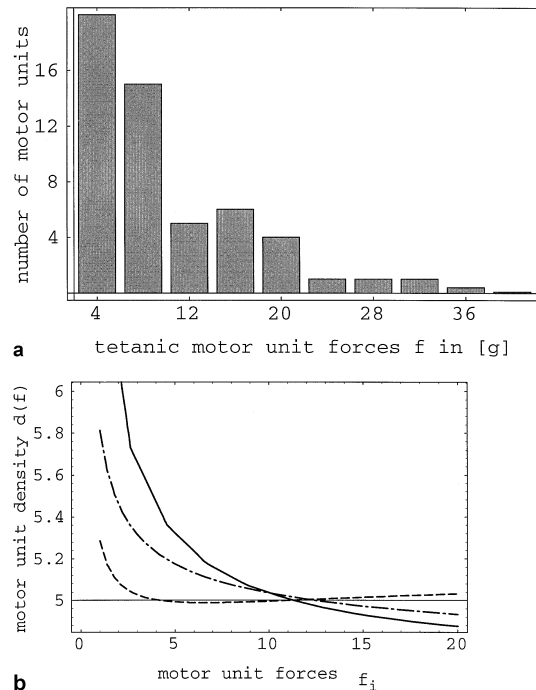 number of motor units
16
12
8
4
4 12 20 28 36
a tetanic motor unit forces f in [g]
motor unit density d(f)
6
5.8
5.6
5.4
5.2
5
0 5 10 15 20
b motor unit forces f_i